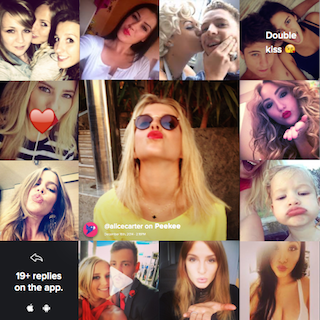 Double
kiss 😘
@alicecarter on Peekee
19+ replies
on the app.